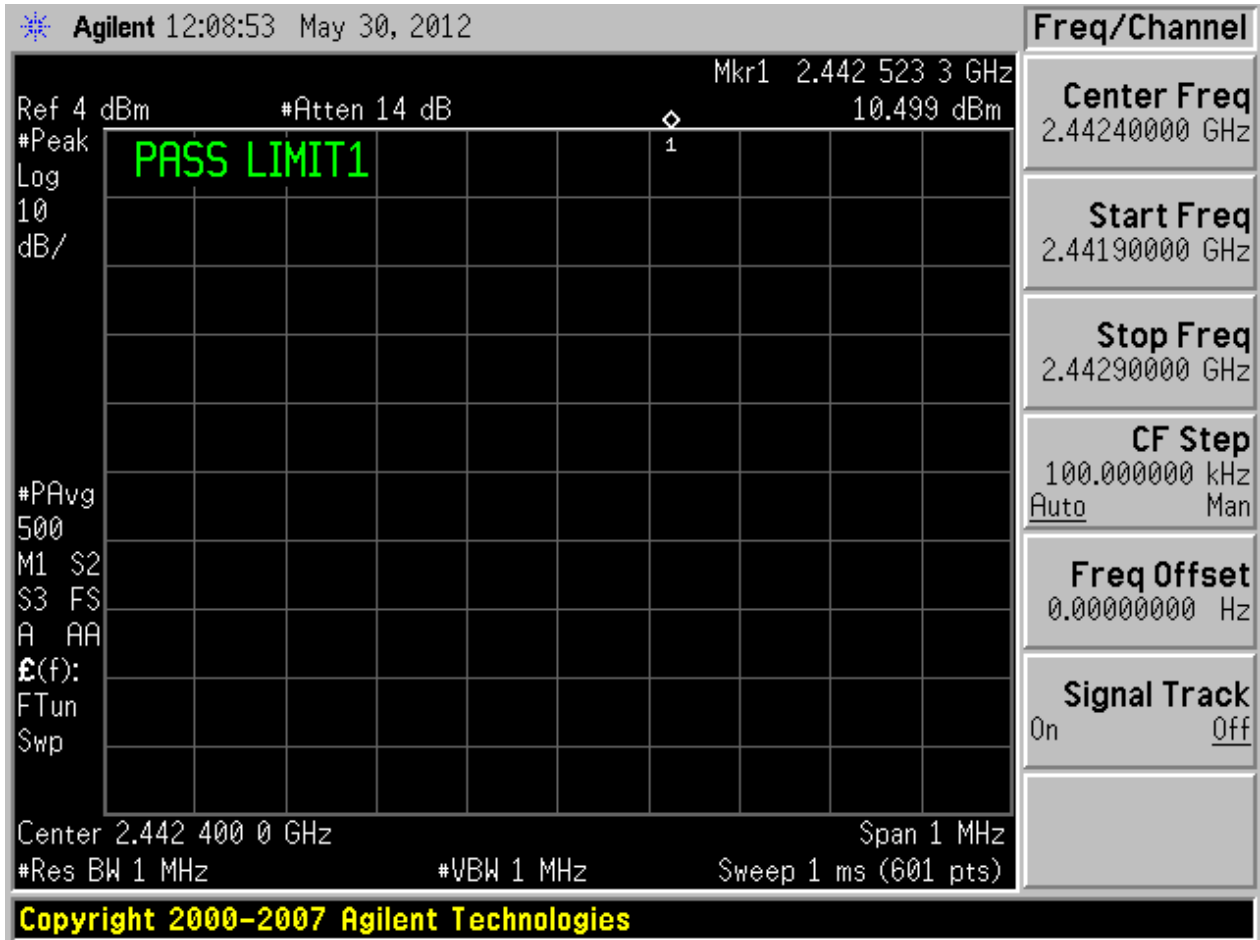 Agilent 12:08:53 May 30, 2012
Freq/Channel
Mkr1 2.442 523 3 GHz
Ref 4 dBm #Atten 14 dB 10.499 dBm
#Peak
Log
10
dB/
PASS LIMIT1
1
#PAvg
500
M1 S2
S3 FS
A AA
£(f):
FTun
Swp
Center 2.442 400 0 GHz Span 1 MHz
#Res BW 1 MHz #VBW 1 MHz Sweep 1 ms (601 pts)
Copyright 2000-2007 Agilent Technologies
Center Freq
2.44240000 GHz
Start Freq
2.44190000 GHz
Stop Freq
2.44290000 GHz
CF Step
100.000000 kHz
Auto Man
Freq Offset
0.00000000 Hz
Signal Track
On Off